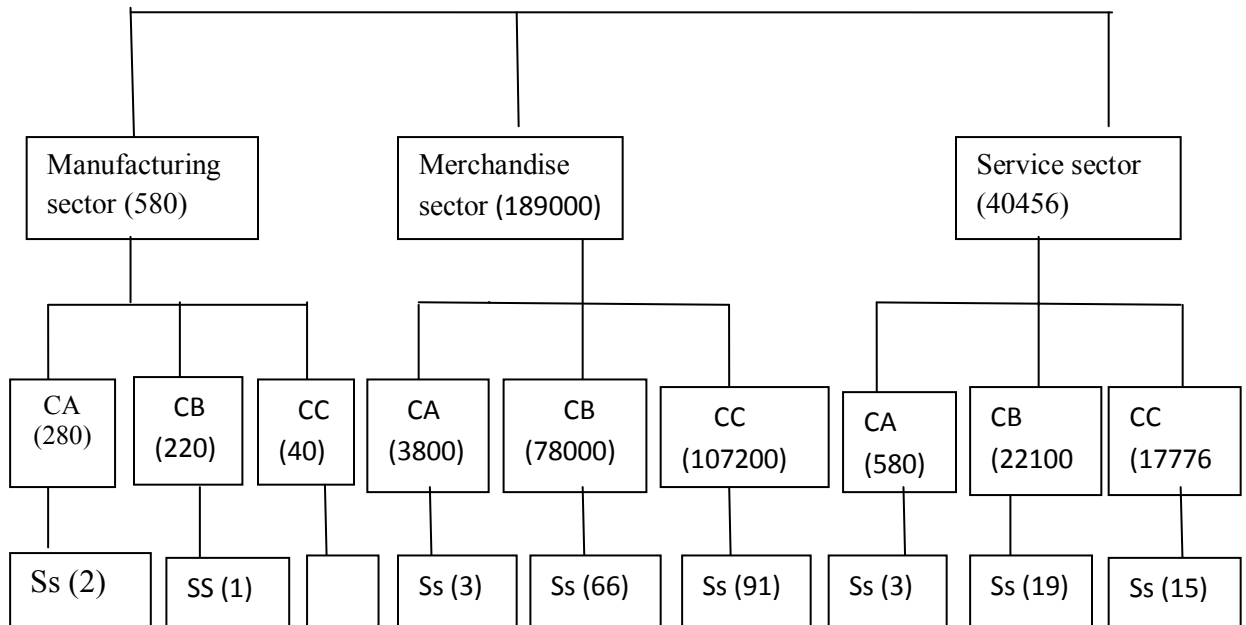 Manufacturing
sector (580)
Merchandise
sector (189000)
Service sector
(40456)
CA
(280)
CB
(220)
CC
(40)
CA
(3800)
CB
(78000)
CC
(107200)
CA
(580)
CB
(22100
CC
(17776
Ss (2)
SS (1)
Ss (3)
Ss (66)
Ss (91)
Ss (3)
Ss (19)
Ss (15)